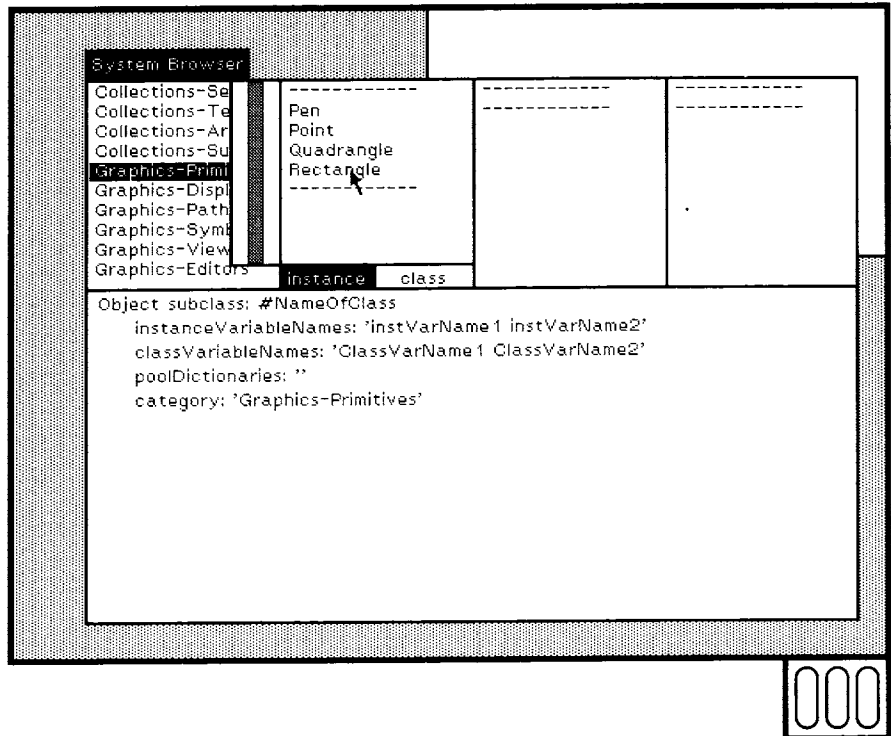 System Browser
Collections-Se
Collections-Te
Collections-Ar
Collections-Su
Graphics-Primi
Graphics-Displ
Graphics-Path
Graphics-Symb
Graphics-View
Graphics-Editors
------------
Pen
Point
Quadrangle
Rectangle
------------
instance class
------------
------------
------------
------------
Object subclass: #NameOfClass
instanceVariableNames: 'instVarName1 instVarName2'
classVariableNames: 'ClassVarName1 ClassVarName2'
poolDictionaries: ''
category: 'Graphics-Primitives'